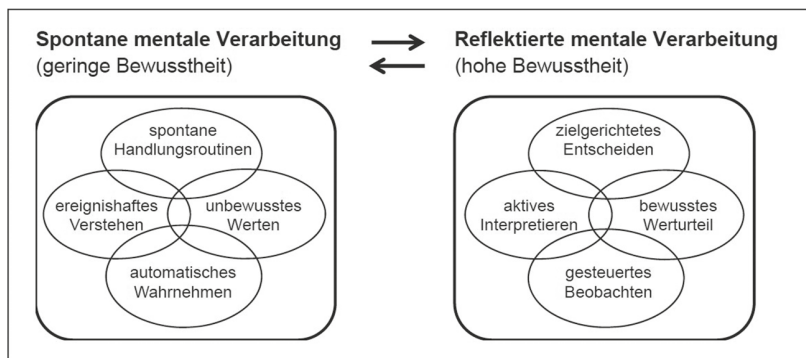 Spontane mentale Verarbeitung
(geringe Bewusstheit)
Reflektierte mentale Verarbeitung
(hohe Bewusstheit)
spontane
Handlungsroutinen
ereignishaftes
Verstehen
unbewusstes
Werten
automatisches
Wahrnehmen
zielgerichtetes
Entscheiden
aktives
Interpretieren
bewusstes
Werturteil
gesteuertes
Beobachten